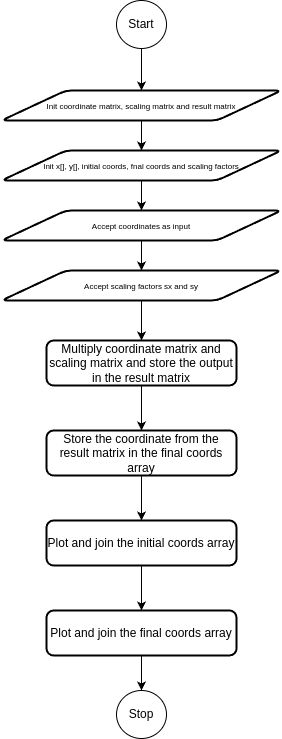 Start
Init coordinate matrix, scaling matrix and result matrix
Init x[], y[], initial coords, fnal coords and scaling factors
Accept coordinates as input
Accept scaling factors sx and sy
Multiply coordinate matrix and
scaling matrix and store the output
in the result matrix
Store the coordinate from the
result matrix in the final coords
array
Plot and join the initial coords array
Plot and join the final coords array
Stop